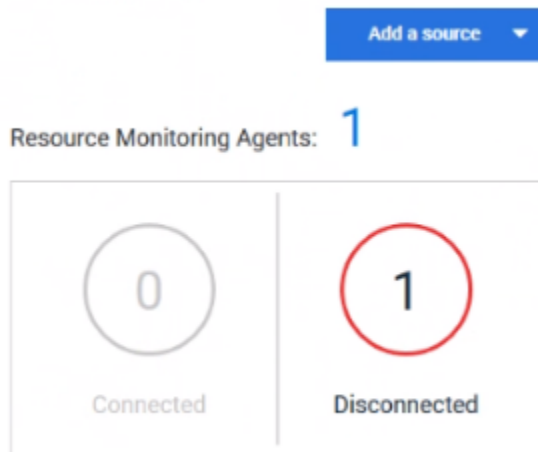 Add a source
Resource Monitoring Agents: 1
0 1
Connected Disconnected